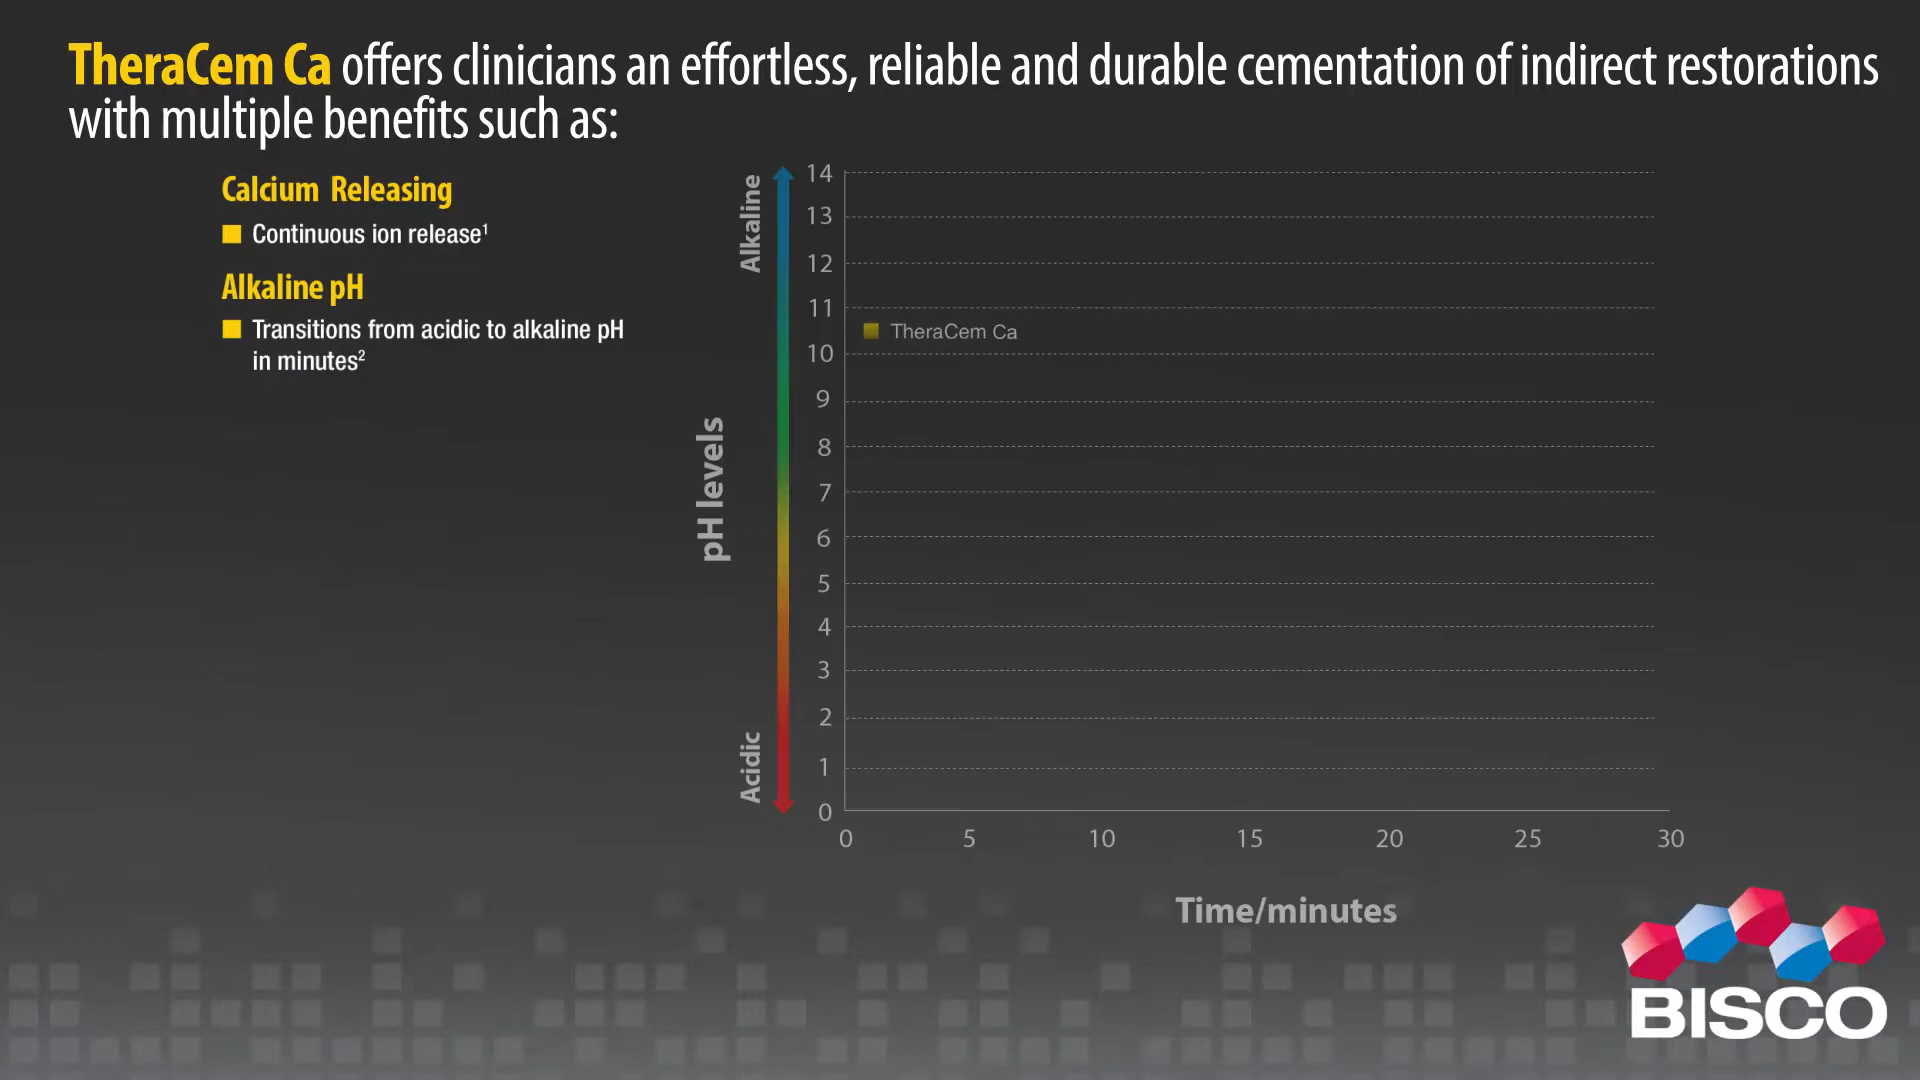 TheraCem Ca offers clinicians an effortless, reliable and durable cementation of indirect restorations
with multiple benefits such as:
Calcium Releasing
Continuous ion release¹
Alkaline pH
Transitions from acidic to alkaline pH
in minutes²
pH levels
Alkaline
Acidic
14
13
12
11
10
9
8
7
6
5
4
3
2
1
0
TheraCem Ca
0 5 10 15 20 25 30
Time/minutes
BISCO